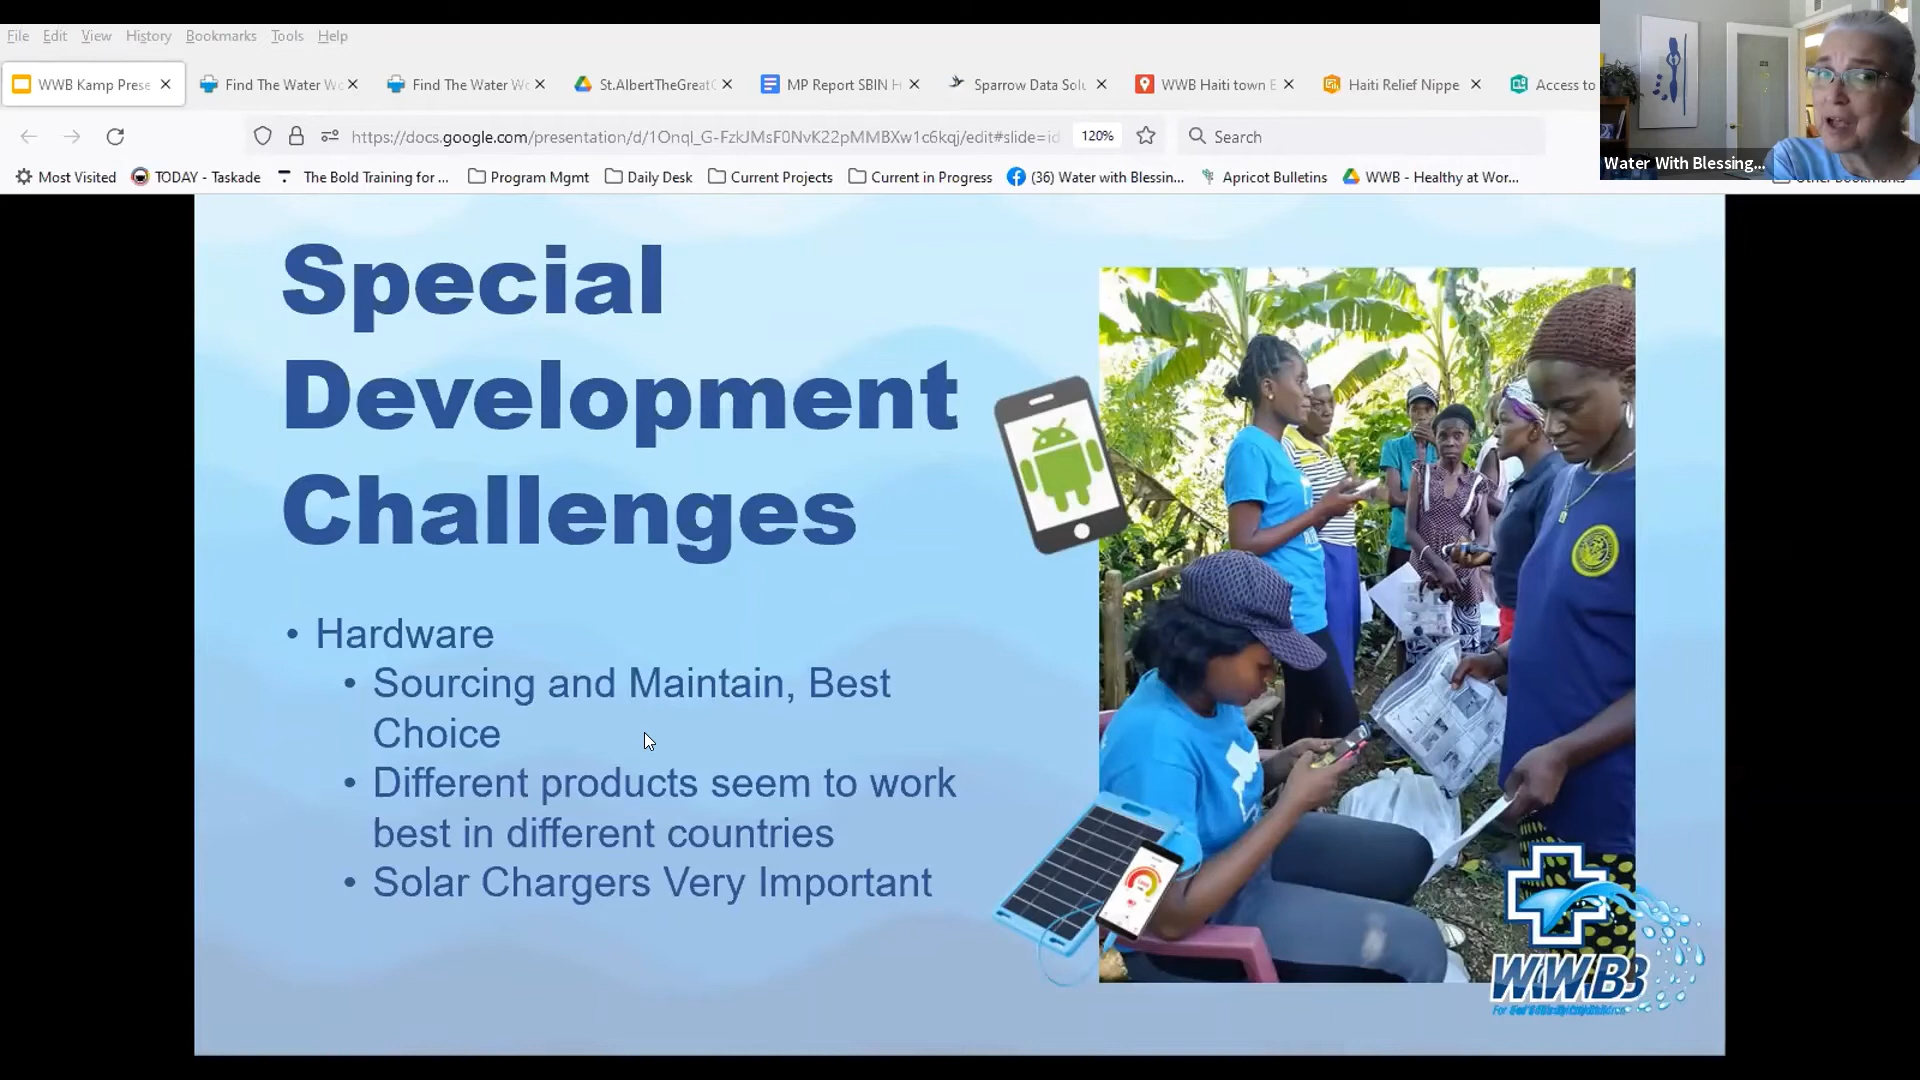 File Edit View History Bookmarks Tools Help
WWB Kamp Prese
Find The Water Wo
Find The Water Wo
St.AlbertTheGreatC
MP Report SBIN H
Sparrow Data Solu
WWB Haiti town B
Haiti Relief Nippe
Access to
https://docs.google.com/presentation/d/1Onql_G-FzkJMsF0NvK22pMMBXw1c6kqj/edit#slide=id
120%
Search
Water With Blessing...
Most Visited
TODAY - Taskade
The Bold Training for ...
Program Mgmt
Daily Desk
Current Projects
Current in Progress
(36) Water with Blessin...
Apricot Bulletins
WWB - Healthy at Wor...
Other Bookmarks
Special
Development
Challenges
• Hardware
• Sourcing and Maintain, Best
Choice
• Different products seem to work
best in different countries
• Solar Chargers Very Important
WWB